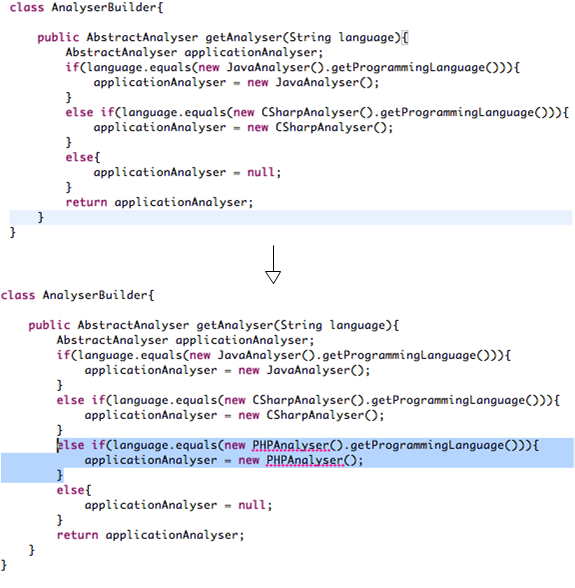 class AnalyserBuilder{
public AbstractAnalyser getAnalyser(String language){
AbstractAnalyser applicationAnalyser;
if(language.equals(new JavaAnalyser().getProgrammingLanguage())){
applicationAnalyser = new JavaAnalyser();
}
else if(language.equals(new CSharpAnalyser().getProgrammingLanguage())){
applicationAnalyser = new CSharpAnalyser();
}
else{
applicationAnalyser = null;
}
return applicationAnalyser;
}
}
class AnalyserBuilder{
public AbstractAnalyser getAnalyser(String language){
AbstractAnalyser applicationAnalyser;
if(language.equals(new JavaAnalyser().getProgrammingLanguage())){
applicationAnalyser = new JavaAnalyser();
}
else if(language.equals(new CSharpAnalyser().getProgrammingLanguage())){
applicationAnalyser = new CSharpAnalyser();
}
else if(language.equals(new PHPAnalyser().getProgrammingLanguage())){
applicationAnalyser = new PHPAnalyser();
}
else{
applicationAnalyser = null;
}
return applicationAnalyser;
}
}